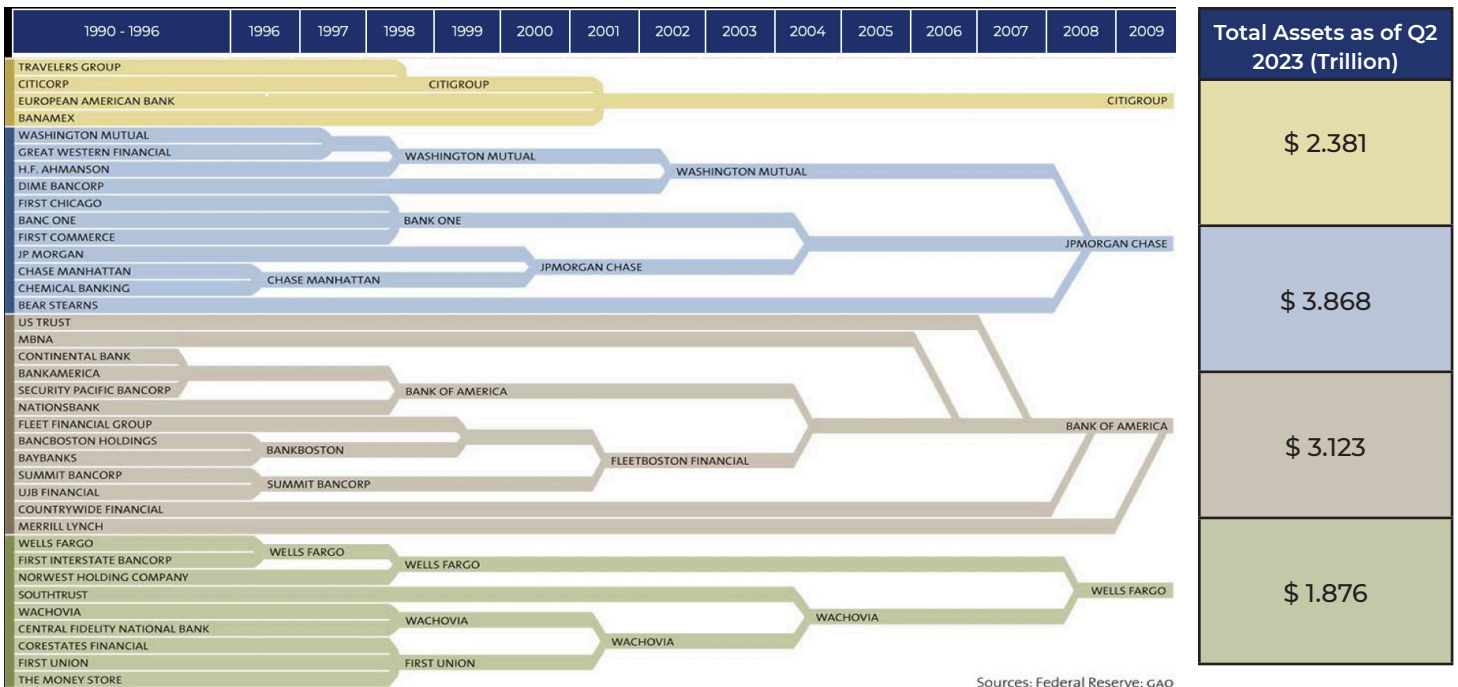 1990 - 1996 1996 1997 1998 1999 2000 2001 2002 2003 2004 2005 2006 2007 2008 2009
Total Assets as of Q2
2023 (Trillion)
TRAVELERS GROUP
CITICORP CITIGROUP
EUROPEAN AMERICAN BANK CITIGROUP
BANAMEX
$ 2.381
WASHINGTON MUTUAL
GREAT WESTERN FINANCIAL WASHINGTON MUTUAL
H.F. AHMANSON WASHINGTON MUTUAL
DIME BANCORP
FIRST CHICAGO
BANC ONE BANK ONE
FIRST COMMERCE JPMORGAN CHASE
JP MORGAN
CHASE MANHATTAN CHASE MANHATTAN JPMORGAN CHASE
CHEMICAL BANKING
BEAR STEARNS
$ 3.868
US TRUST
MBNA
CONTINENTAL BANK
BANKAMERICA
SECURITY PACIFIC BANCORP BANK OF AMERICA
NATIONSBANK
FLEET FINANCIAL GROUP BANK OF AMERICA
BANCBOSTON HOLDINGS BANKBOSTON
BAYBANKS FLEETBOSTON FINANCIAL
SUMMIT BANCORP SUMMIT BANCORP
UJB FINANCIAL
COUNTRYWIDE FINANCIAL
MERRILL LYNCH
$ 3.123
WELLS FARGO WELLS FARGO
FIRST INTERSTATE BANCORP WELLS FARGO
NORWEST HOLDING COMPANY
SOUTHTRUST WELLS FARGO
WACHOVIA WACHOVIA WACHOVIA
CENTRAL FIDELITY NATIONAL BANK
CORESTATES FINANCIAL WACHOVIA
FIRST UNION FIRST UNION
THE MONEY STORE
$ 1.876
Sources: Federal Reserve; GAO